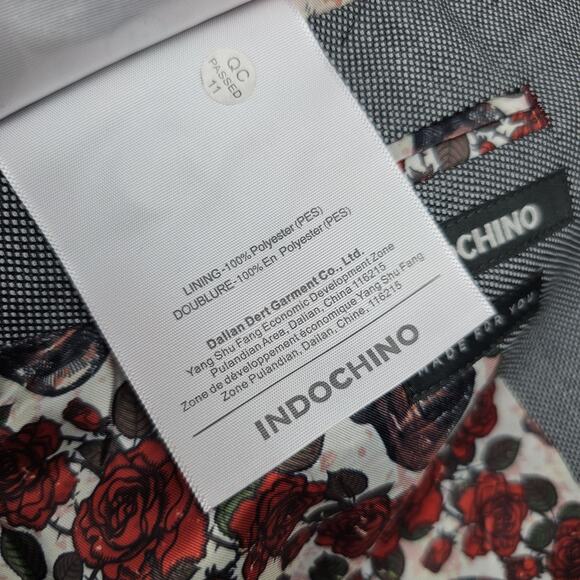 QC
PASSED
11
LINING-100% Polyester(PES)
DOUBLURE-100% En Polyester(PES)
Dalian Dert Garment Co., Ltd.
Yang Shu Fang Economic Development Zone
Pulandian Area, Dalian, China 116215
Zone de développement économique Yang Shu Fang
Zone Pulandian, Dalian, Chine, 116215
INDOCHINO
CHINO
MADE FOR YOU